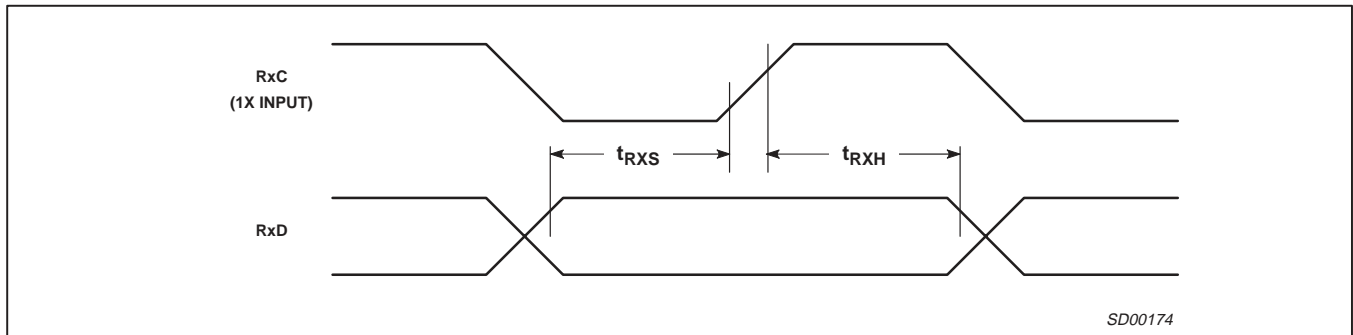 RxC
(1X INPUT)
tRXS
tRXH
RxD
SD00174